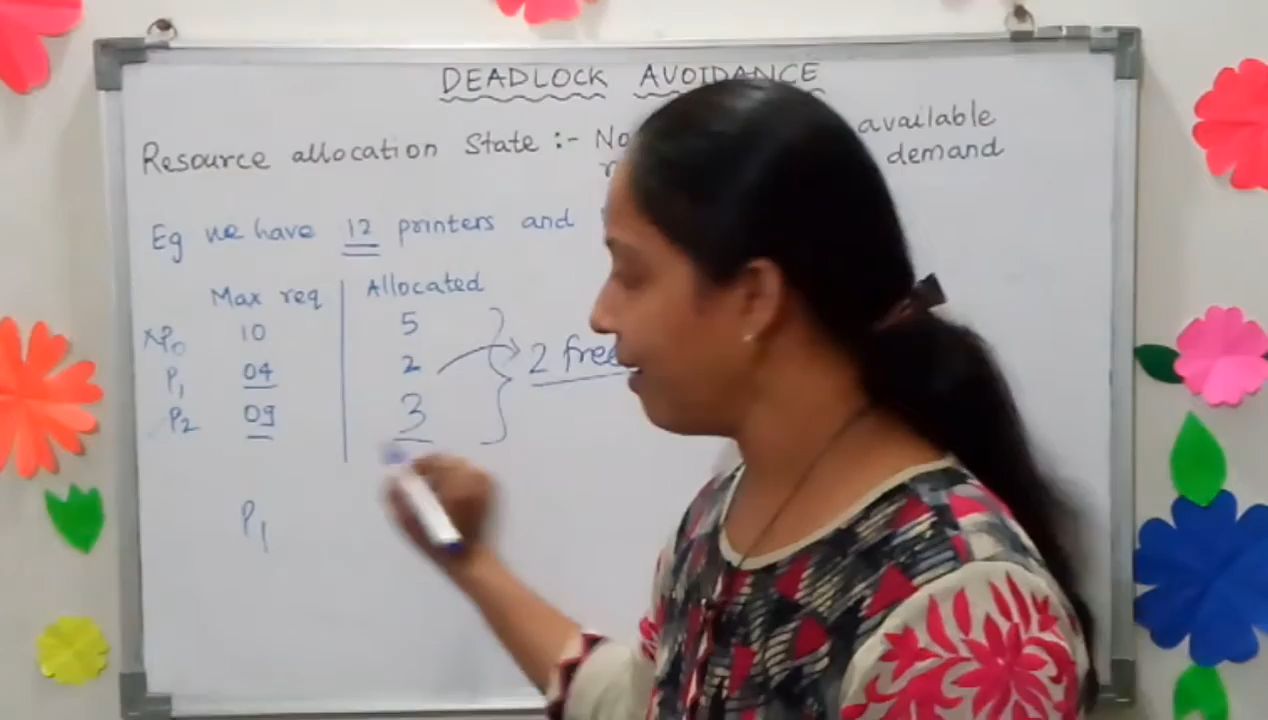 DEADLOCK AVOIDANCE
Resource allocation State :- No available
demand
Eg we have 12 printers and
Max req Allocated
P0 10 5
P1 04 2
P2 09 3
2 free
P1